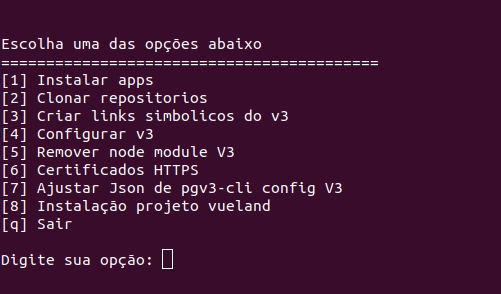 Escolha uma das opções abaixo
==========================================
[1] Instalar apps
[2] Clonar repositorios
[3] Criar links simbolicos do v3
[4] Configurar v3
[5] Remover node module V3
[6] Certificados HTTPS
[7] Ajustar Json de pgv3-cli config V3
[8] Instalação projeto vueland
[q] Sair
Digite sua opção: